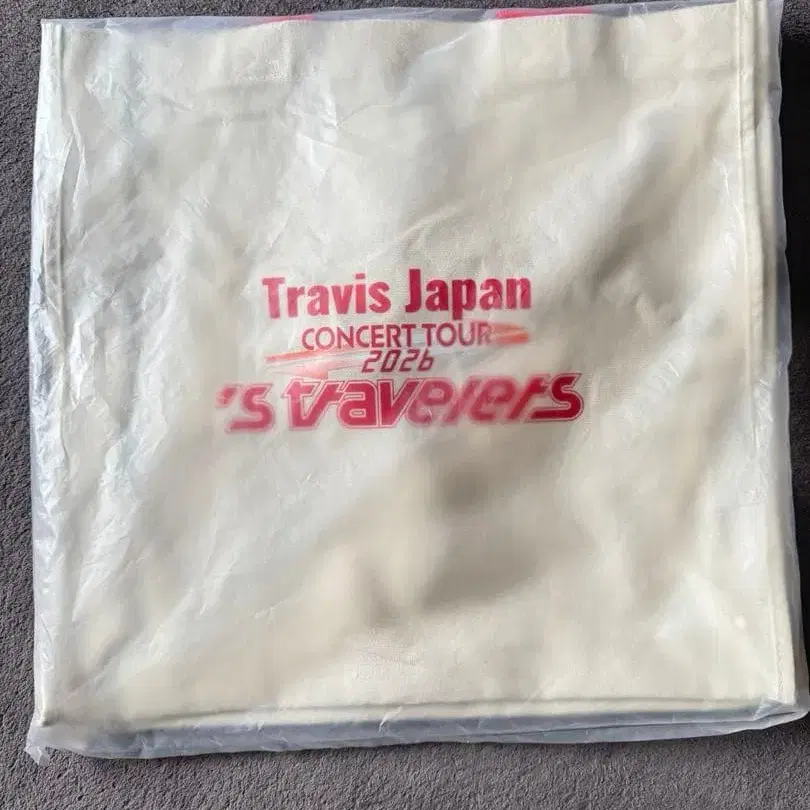 Travis Japan
CONCERT TOUR
2026
's travelers